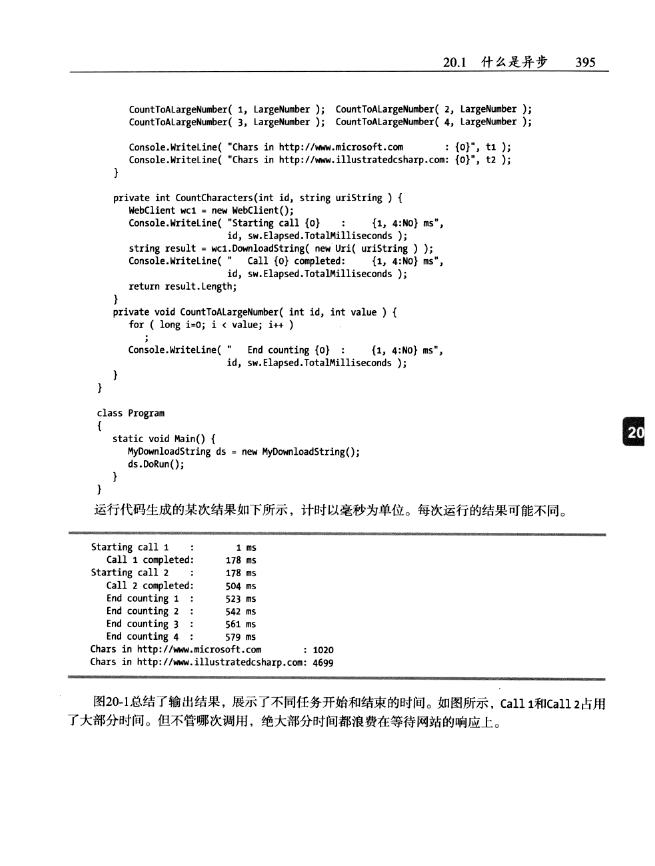 20.1 什么是异步 395
CountToALargeNumber( 1, LargeNumber ); CountToALargeNumber( 2, LargeNumber );
CountToALargeNumber( 3, LargeNumber ); CountToALargeNumber( 4, LargeNumber );
Console.WriteLine( "Chars in http://www.microsoft.com : {0}", t1 );
Console.WriteLine( "Chars in http://www.illustratedcsharp.com: {0}", t2 );
}
private int CountCharacters(int id, string uriString ) {
WebClient wc1 = new WebClient();
Console.WriteLine( "Starting call {0} : {1, 4:N0} ms",
id, sw.Elapsed.TotalMilliseconds );
string result = wc1.DownloadString( new Uri( uriString ) );
Console.WriteLine( " Call {0} completed: {1, 4:N0} ms",
id, sw.Elapsed.TotalMilliseconds );
return result.Length;
}
private void CountToALargeNumber( int id, int value ) {
for ( long i=0; i < value; i++ )
;
Console.WriteLine( " End counting {0} : {1, 4:N0} ms",
id, sw.Elapsed.TotalMilliseconds );
}
}
class Program
{
static void Main() {
MyDownloadString ds = new MyDownloadString();
ds.DoRun();
}
}
20
运行代码生成的某次结果如下所示，计时以毫秒为单位。每次运行的结果可能不同。
Starting call 1 : 1 ms
Call 1 completed: 178 ms
Starting call 2 : 178 ms
Call 2 completed: 504 ms
End counting 1 : 523 ms
End counting 2 : 542 ms
End counting 3 : 561 ms
End counting 4 : 579 ms
Chars in http://www.microsoft.com : 1020
Chars in http://www.illustratedcsharp.com: 4699
图20-1总结了输出结果，展示了不同任务开始和结束的时间。如图所示，Call 1和Call 2占用
了大部分时间。但不管哪次调用，绝大部分时间都浪费在等待网站的响应上。